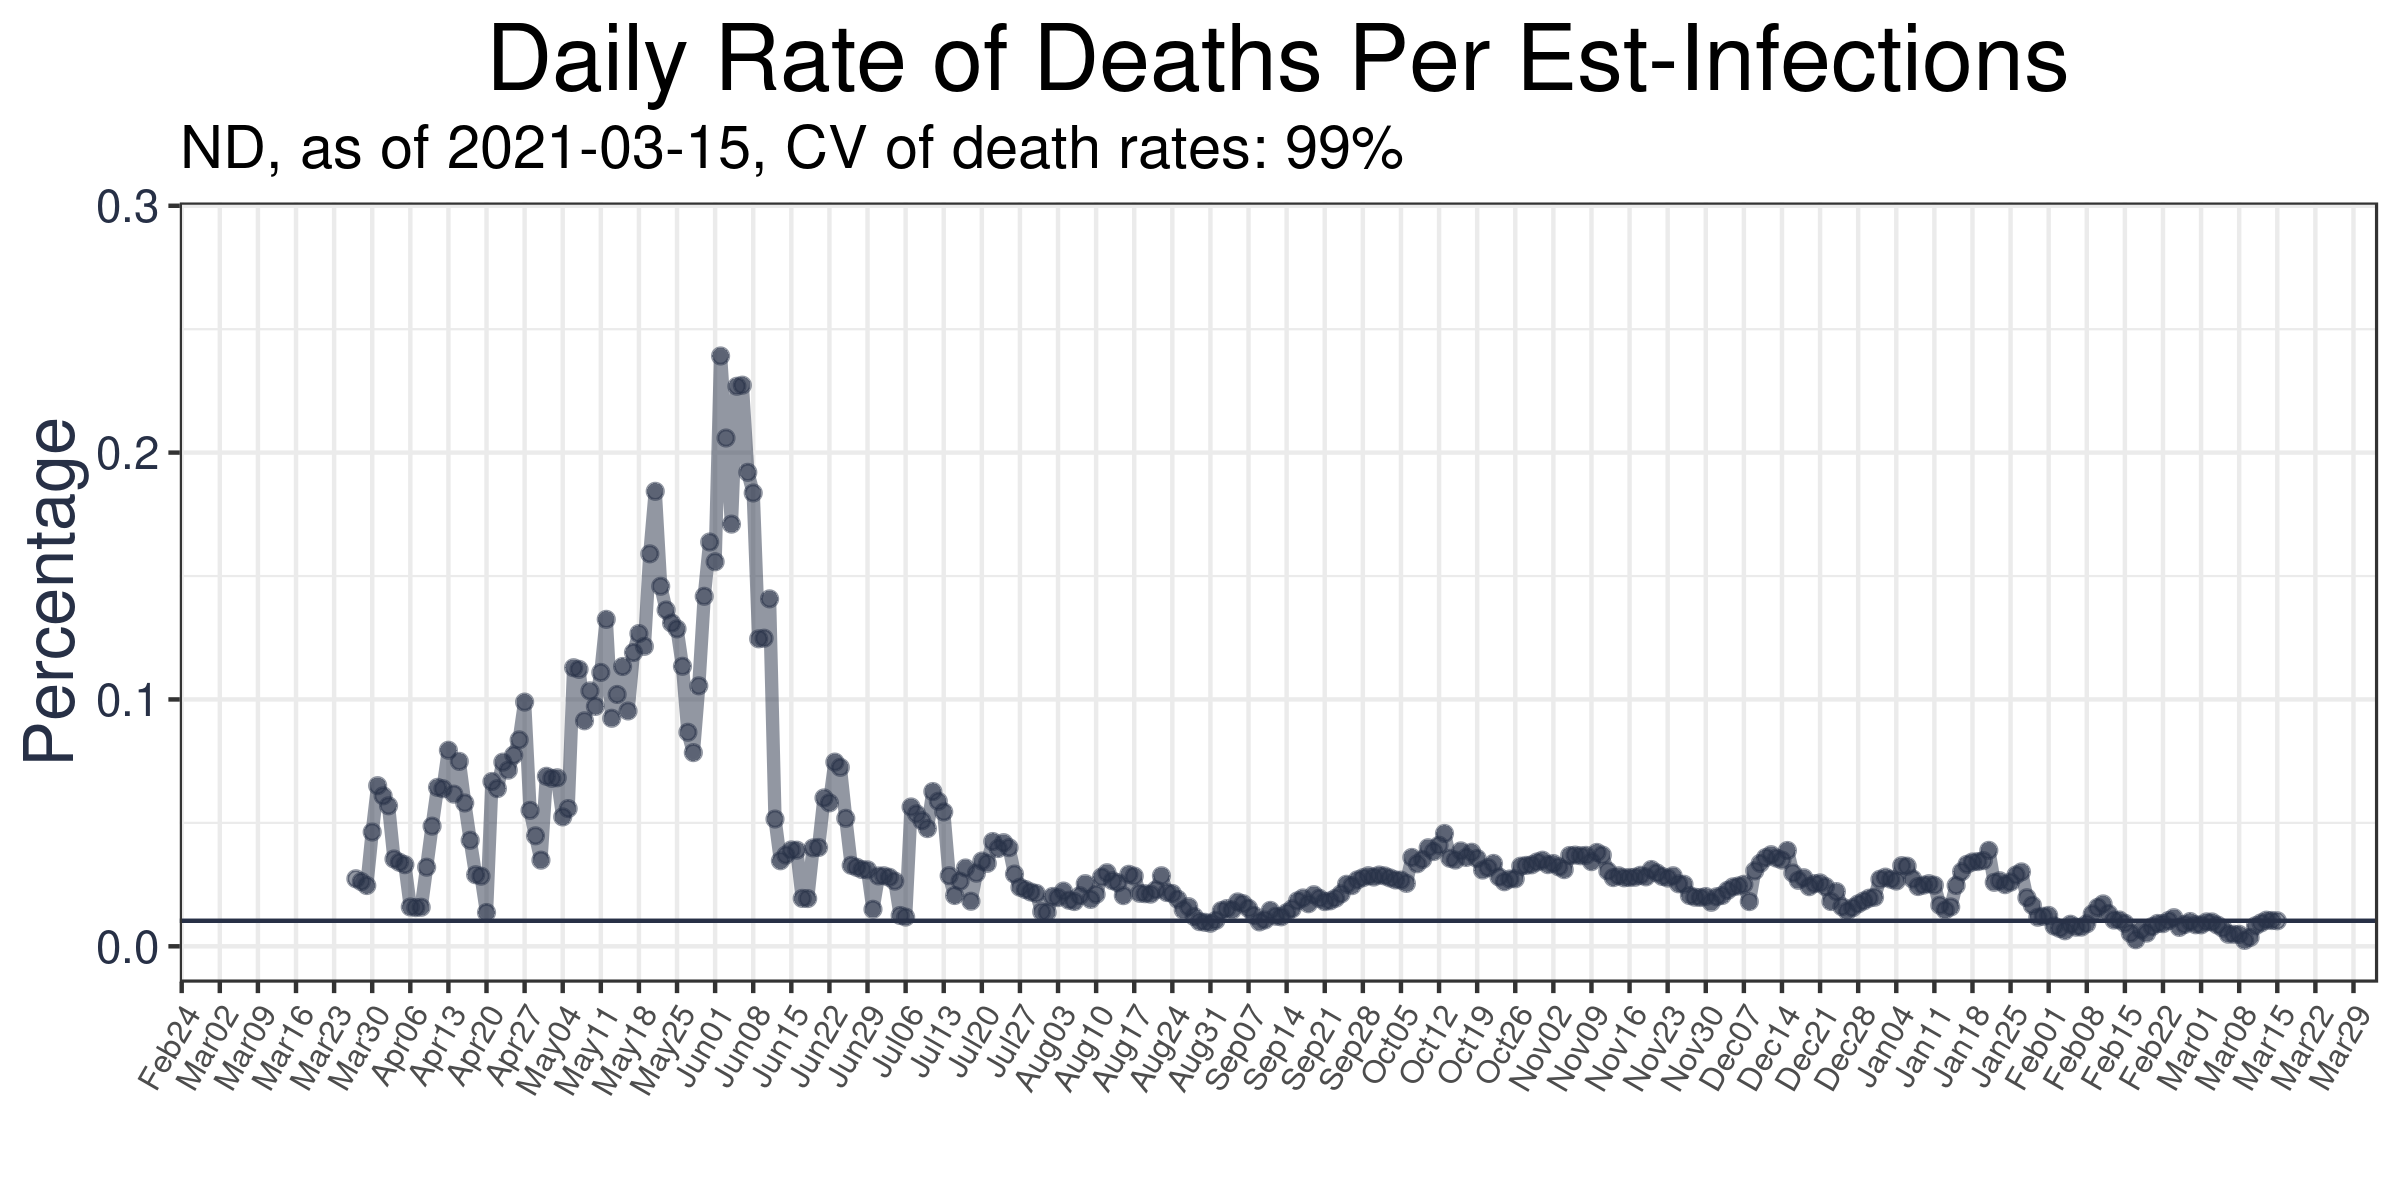 Daily Rate of Deaths Per Est-Infections
ND, as of 2021-03-15, CV of death rates: 99%
Percentage
0.3
0.2
0.1
0.0
Feb24
Mar02
Mar09
Mar16
Mar23
Mar30
Apr06
Apr13
Apr20
Apr27
May04
May11
May18
May25
Jun01
Jun08
Jun15
Jun22
Jun29
Jul06
Jul13
Jul20
Jul27
Aug03
Aug10
Aug17
Aug24
Aug31
Sep07
Sep14
Sep21
Sep28
Oct05
Oct12
Oct19
Oct26
Nov02
Nov09
Nov16
Nov23
Nov30
Dec07
Dec14
Dec21
Dec28
Jan04
Jan11
Jan18
Jan25
Feb01
Feb08
Feb15
Feb22
Mar01
Mar08
Mar15
Mar22
Mar29